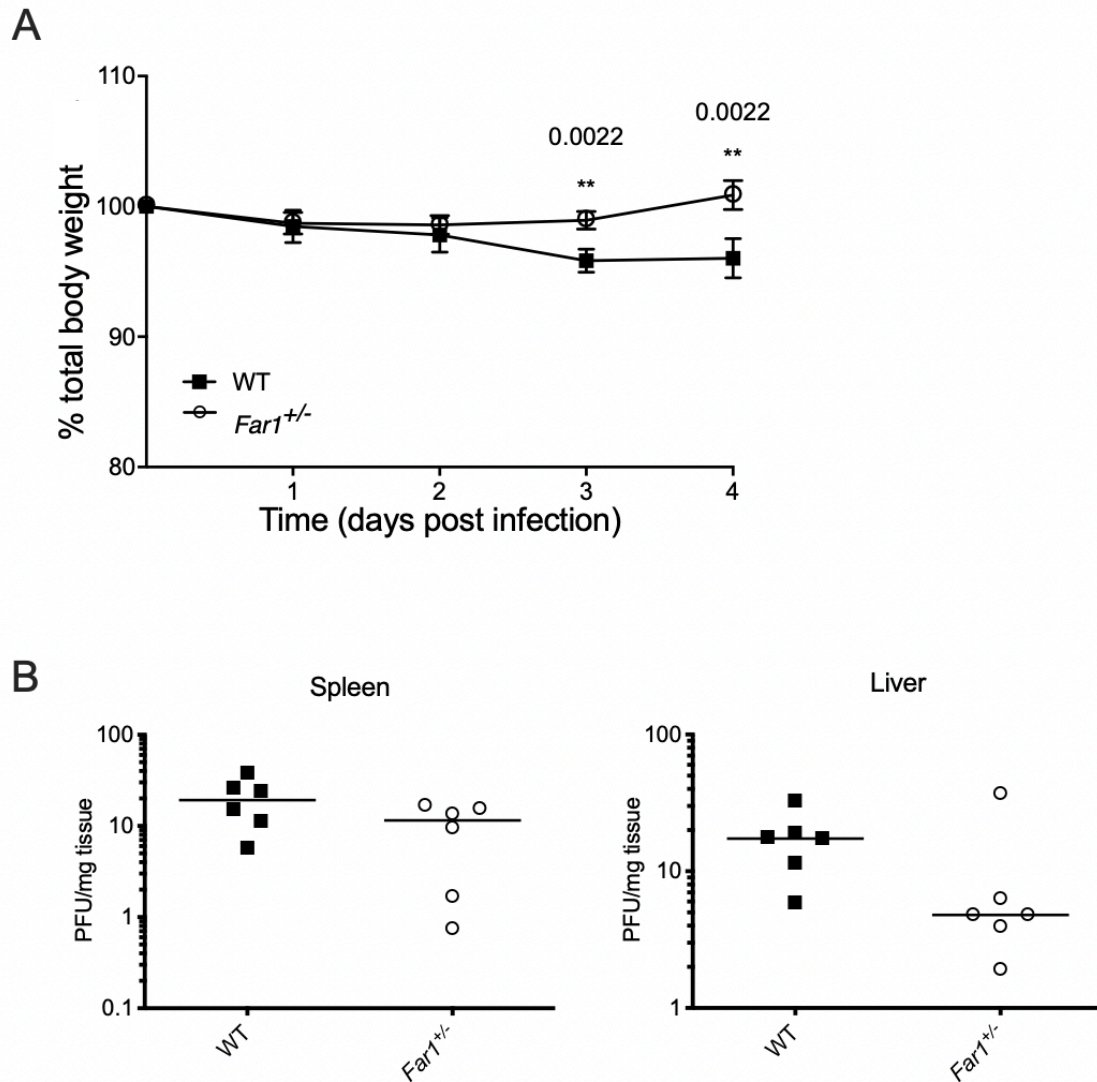 A
110
0.0022 0.0022
** **
100
90
80
% total body weight
WT
Far1+/-
1 2 3 4
Time (days post infection)
B
Spleen Liver
100
10
1
0.1
PFU/mg tissue
WT Far1+/-
100
10
1
PFU/mg tissue
WT Far1+/-